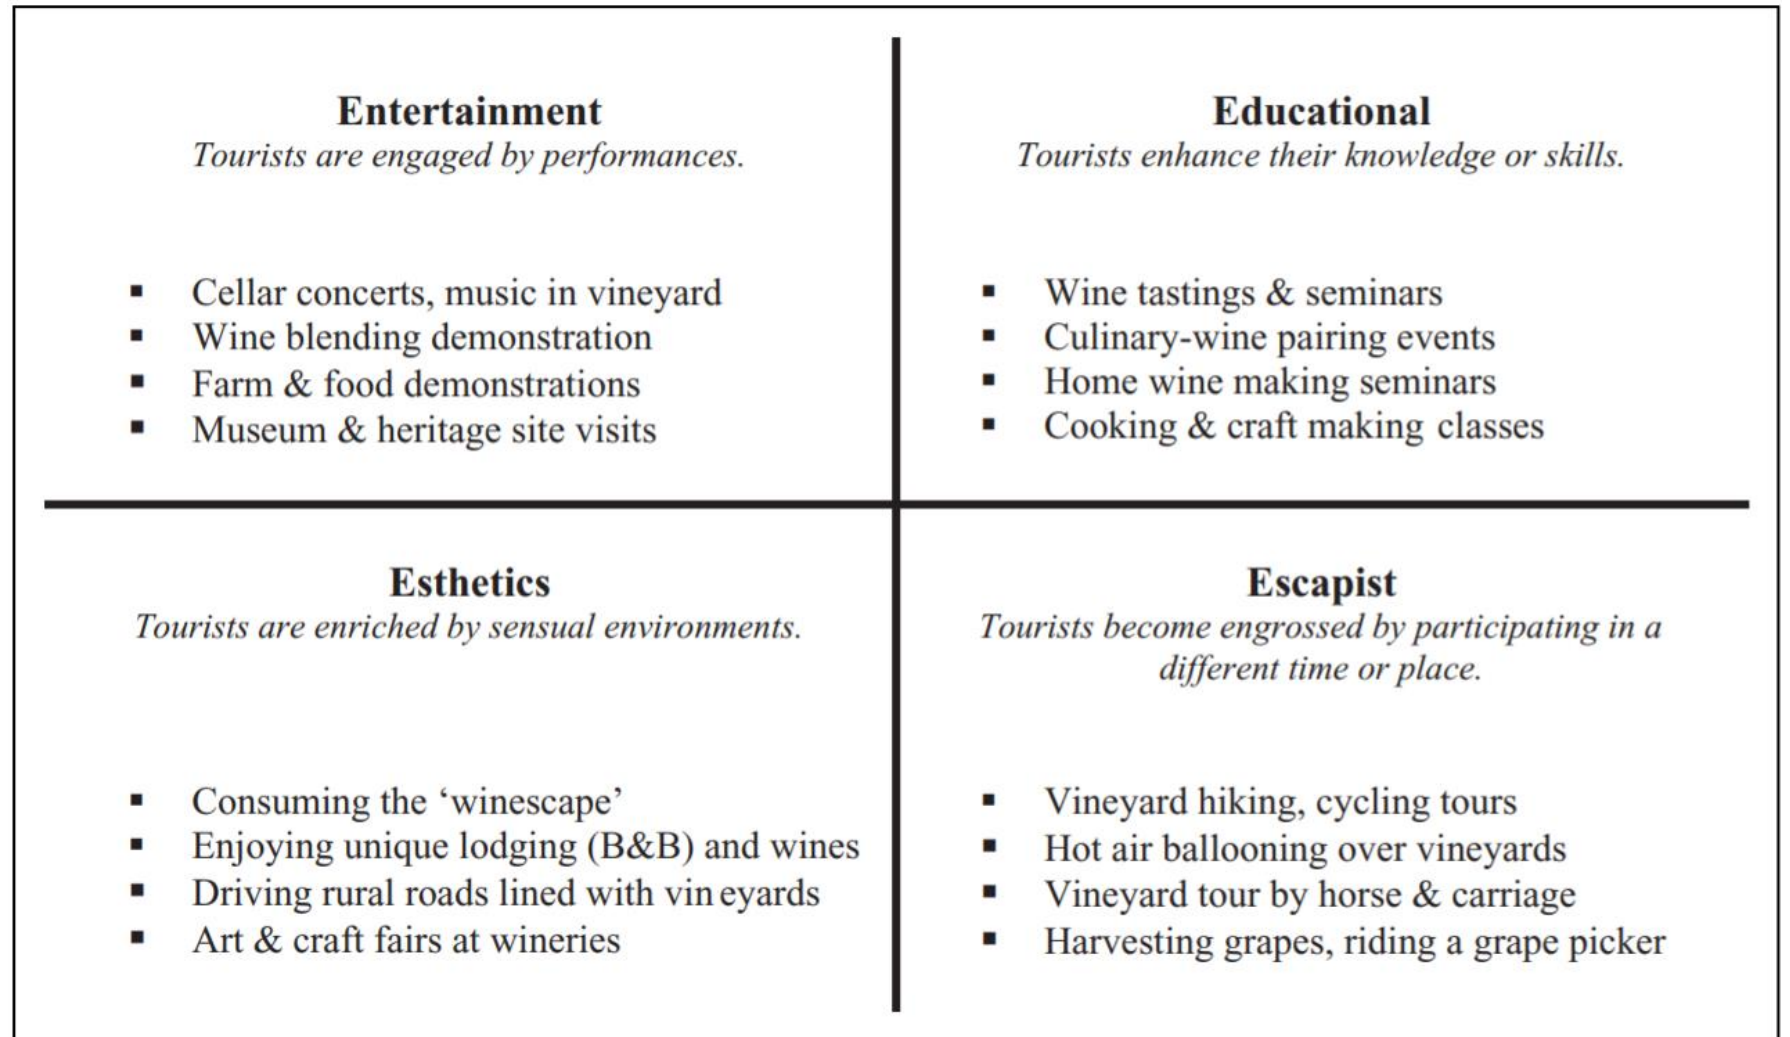 Entertainment
Tourists are engaged by performances.
▪ Cellar concerts, music in vineyard
▪ Wine blending demonstration
▪ Farm & food demonstrations
▪ Museum & heritage site visits
Educational
Tourists enhance their knowledge or skills.
▪ Wine tastings & seminars
▪ Culinary-wine pairing events
▪ Home wine making seminars
▪ Cooking & craft making classes
Esthetics
Tourists are enriched by sensual environments.
▪ Consuming the ‘winescape’
▪ Enjoying unique lodging (B&B) and wines
▪ Driving rural roads lined with vin eyards
▪ Art & craft fairs at wineries
Escapist
Tourists become engrossed by participating in a
different time or place.
▪ Vineyard hiking, cycling tours
▪ Hot air ballooning over vineyards
▪ Vineyard tour by horse & carriage
▪ Harvesting grapes, riding a grape picker